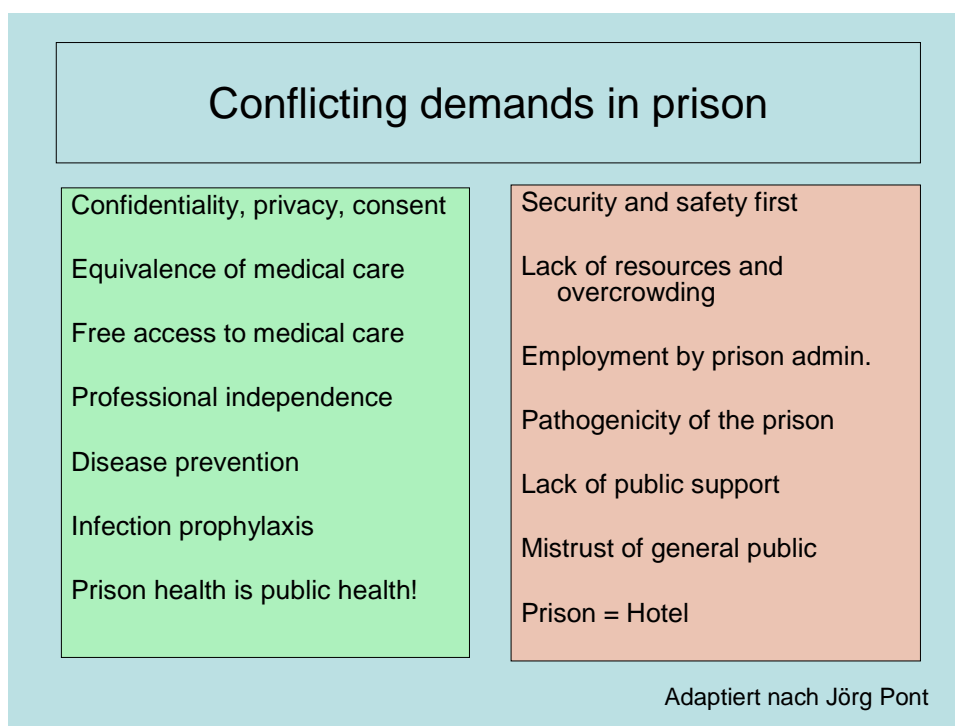 Conflicting demands in prison
Confidentiality, privacy, consent
Equivalence of medical care
Free access to medical care
Professional independence
Disease prevention
Infection prophylaxis
Prison health is public health!
Security and safety first
Lack of resources and
overcrowding
Employment by prison admin.
Pathogenicity of the prison
Lack of public support
Mistrust of general public
Prison = Hotel
Adaptiert nach Jörg Pont